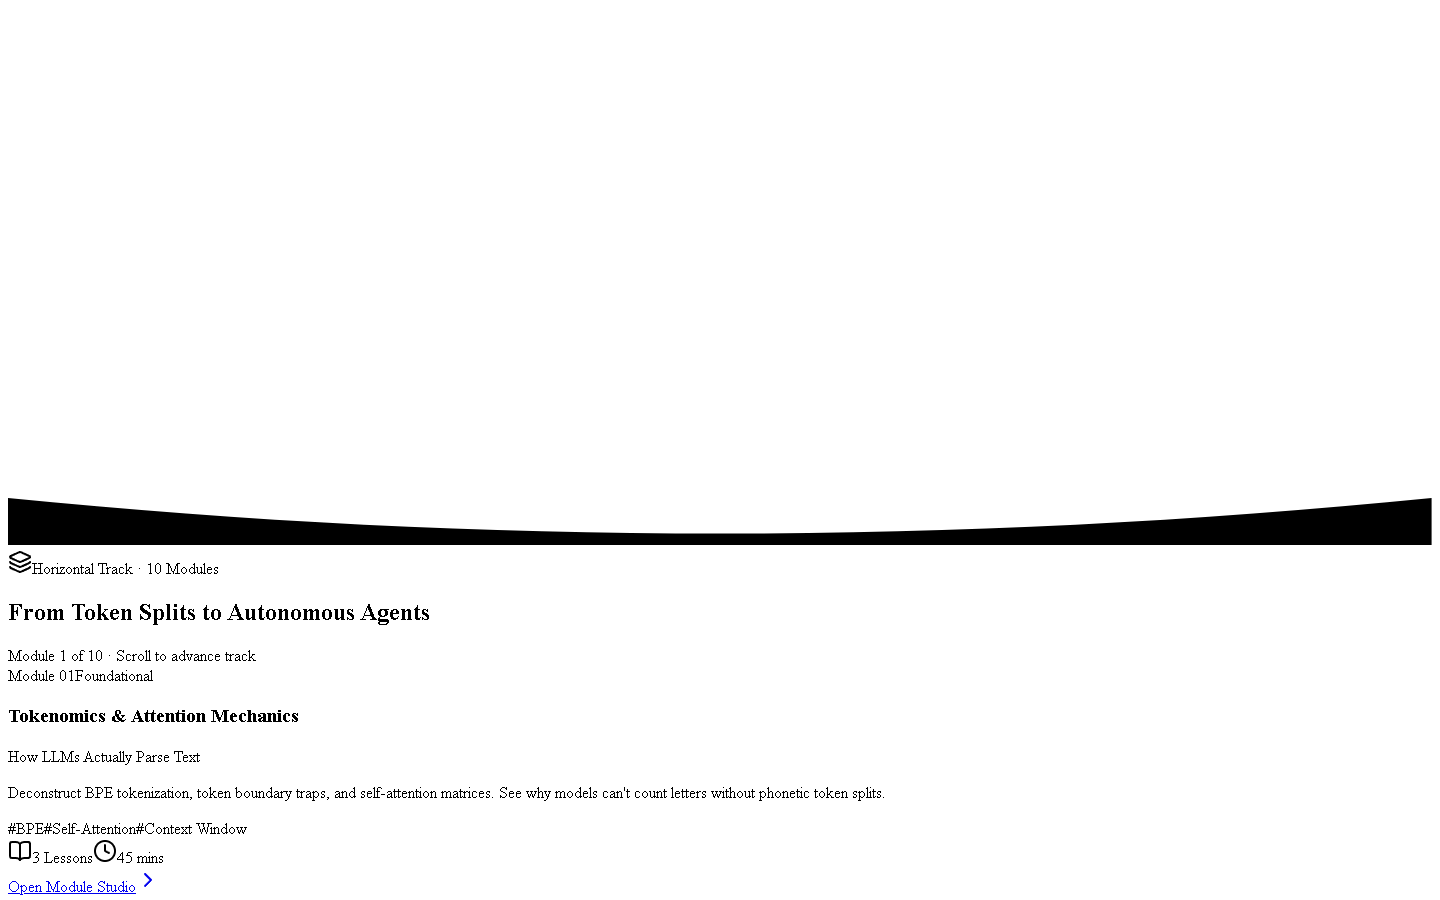 Horizontal Track · 10 Modules
From Token Splits to Autonomous Agents
Module 1 of 10 · Scroll to advance track
Module 01Foundational
Tokenomics & Attention Mechanics
How LLMs Actually Parse Text
Deconstruct BPE tokenization, token boundary traps, and self-attention matrices. See why models can't count letters without phonetic token splits.
#BPE#Self-Attention#Context Window
3 Lessons45 mins
Open Module Studio